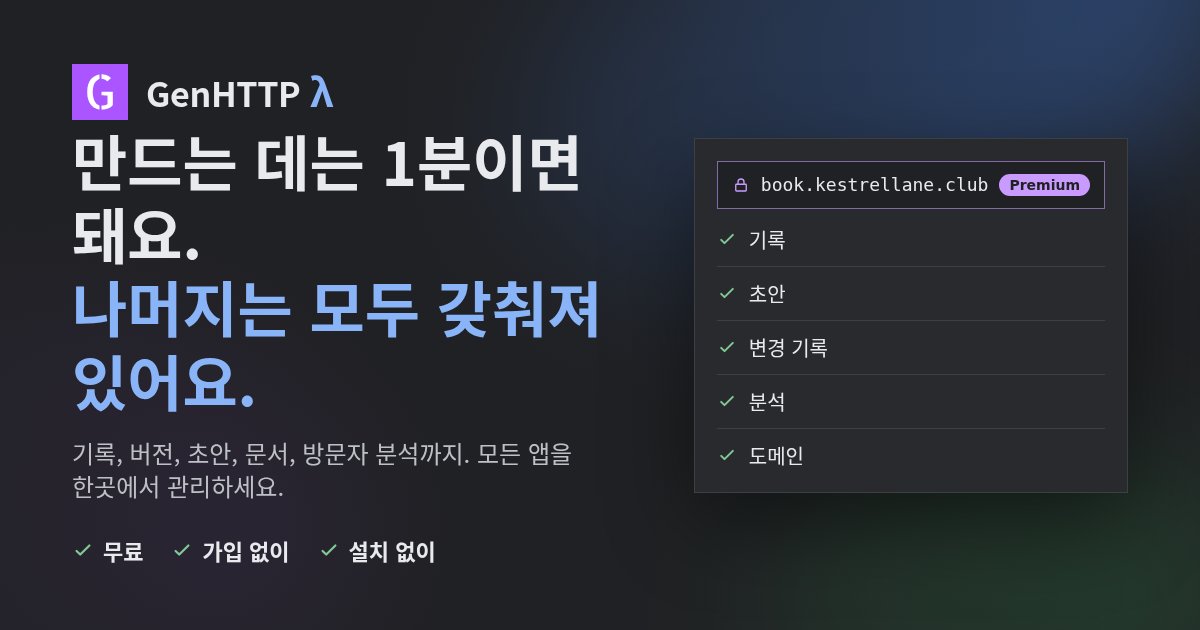 G GenHTTP λ
만드는 데는 1분이면
돼요.
나머지는 모두 갖춰져
있어요.
기록, 버전, 초안, 문서, 방문자 분석까지. 모든 앱을
한곳에서 관리하세요.
무료 가입 없이 설치 없이
book.kestrellane.club Premium
기록
초안
변경 기록
분석
도메인